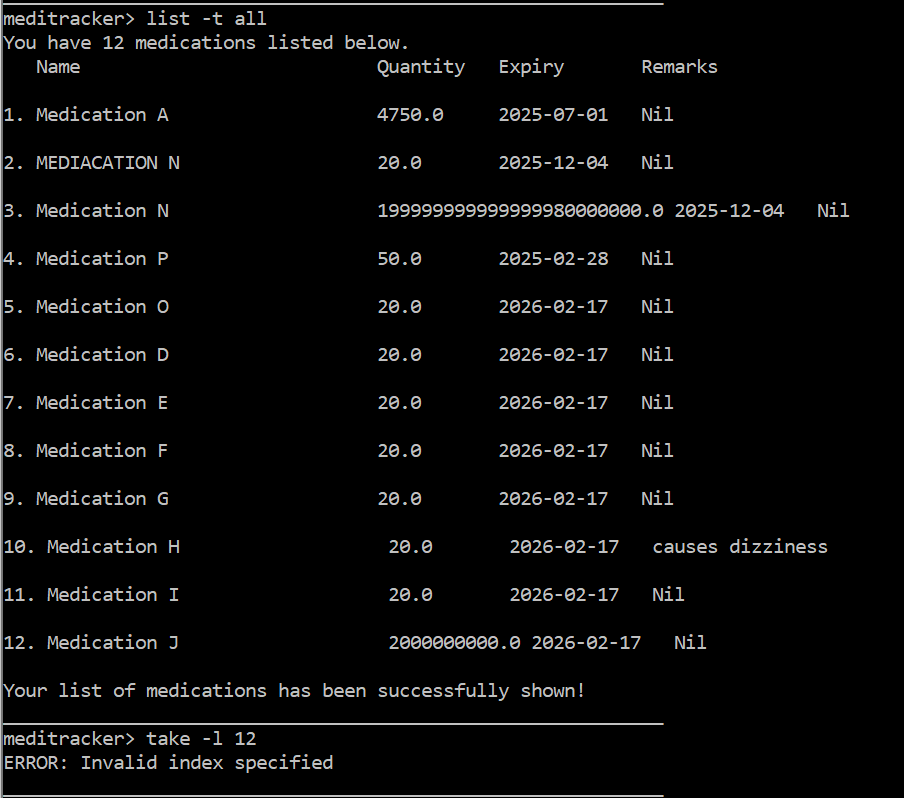 meditracker> list -t all
You have 12 medications listed below.
Name Quantity Expiry Remarks
1. Medication A 4750.0 2025-07-01 Nil
2. MEDIACATION N 20.0 2025-12-04 Nil
3. Medication N 199999999999999980000000.0 2025-12-04 Nil
4. Medication P 50.0 2025-02-28 Nil
5. Medication O 20.0 2026-02-17 Nil
6. Medication D 20.0 2026-02-17 Nil
7. Medication E 20.0 2026-02-17 Nil
8. Medication F 20.0 2026-02-17 Nil
9. Medication G 20.0 2026-02-17 Nil
10. Medication H 20.0 2026-02-17 causes dizziness
11. Medication I 20.0 2026-02-17 Nil
12. Medication J 2000000000.0 2026-02-17 Nil
Your list of medications has been successfully shown!
meditracker> take -l 12
ERROR: Invalid index specified